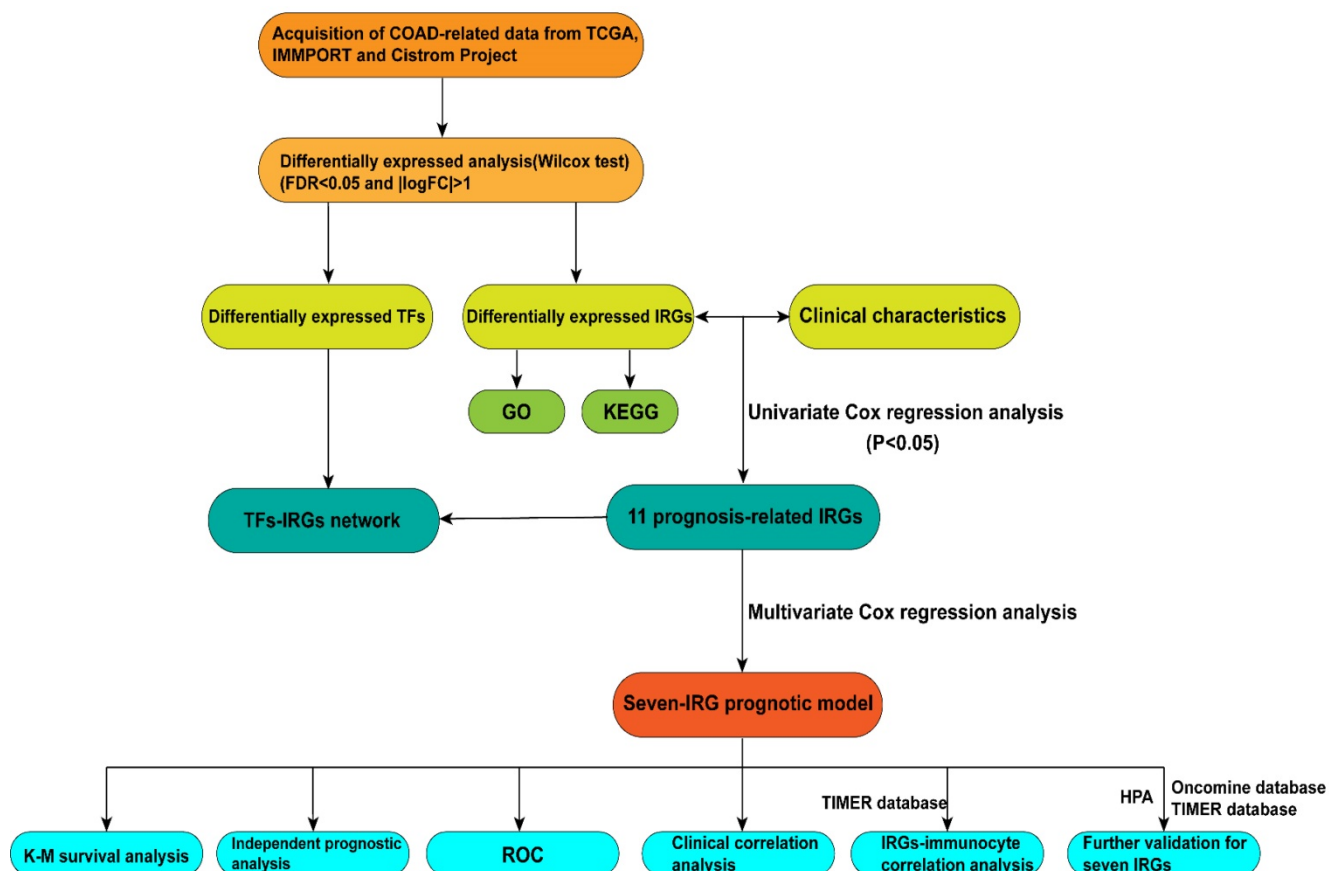 Acquisition of COAD-related data from TCGA,
IMMPORT and Cistrom Project
Differentially expressed analysis(Wilcox test)
(FDR<0.05 and |logFC|>1
Differentially expressed TFs
Differentially expressed IRGs
Clinical characteristics
GO
KEGG
Univariate Cox regression analysis
(P<0.05)
TFs-IRGs network
11 prognosis-related IRGs
Multivariate Cox regression analysis
Seven-IRG prognotic model
TIMER database
HPA
Oncomine database
TIMER database
K-M survival analysis
Independent prognostic
analysis
ROC
Clinical correlation
analysis
IRGs-immunocyte
correlation analysis
Further validation for
seven IRGs